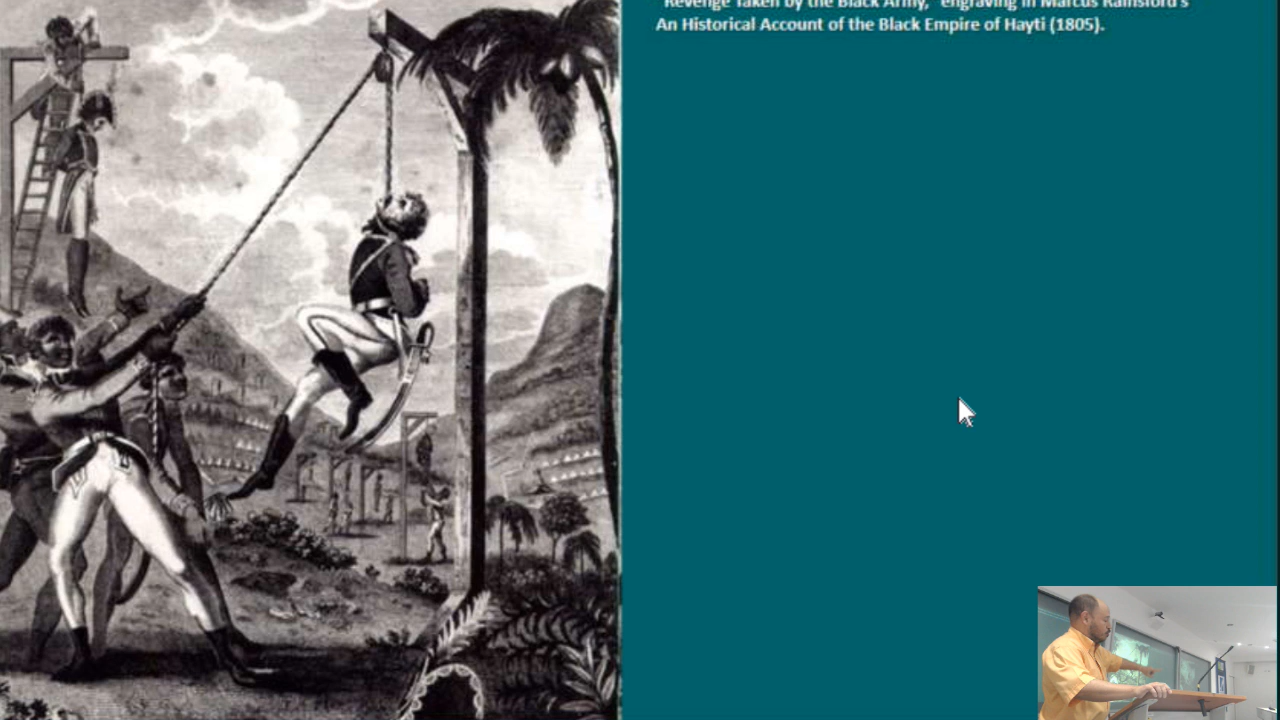 "Revenge Taken by the Black Army," engraving in Marcus Rainsford's
An Historical Account of the Black Empire of Hayti (1805).